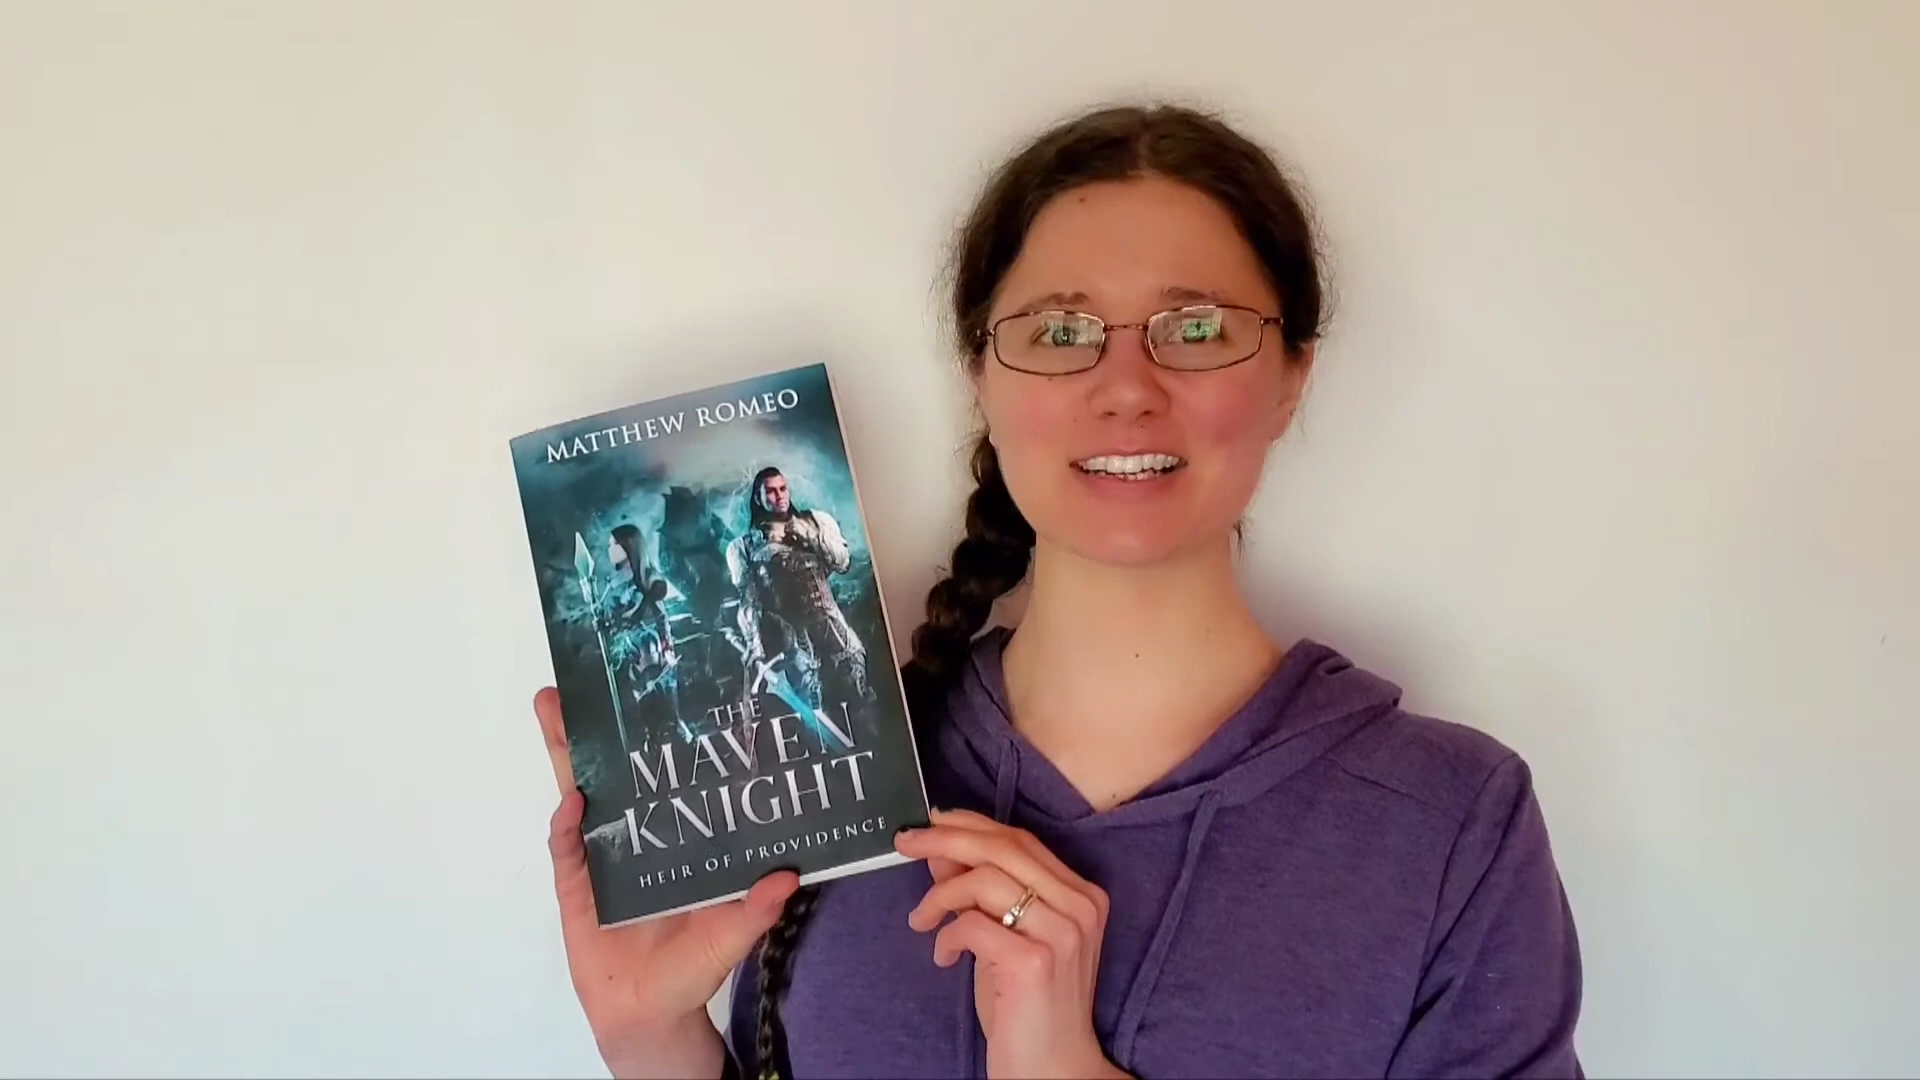 MATTHEW ROMEO
THE
MAVEN
KNIGHT
HEIR OF PROVIDENCE